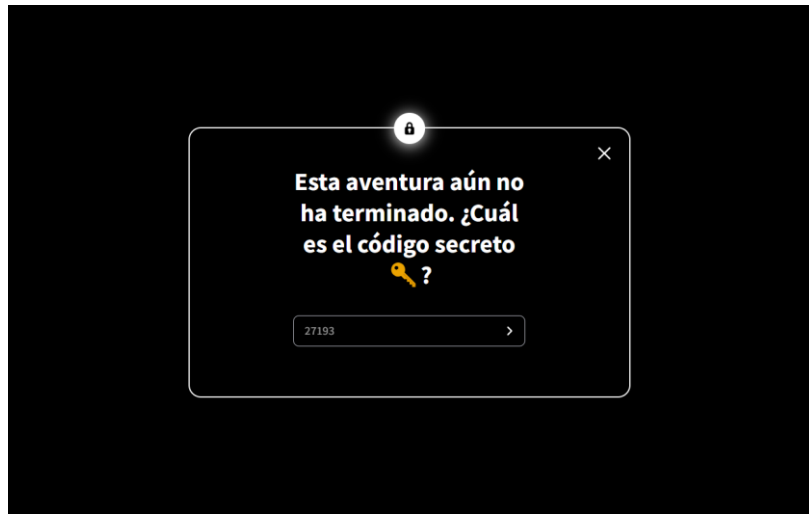 Esta aventura aún no
ha terminado. ¿Cuál
es el código secreto
🔑 ?
27193